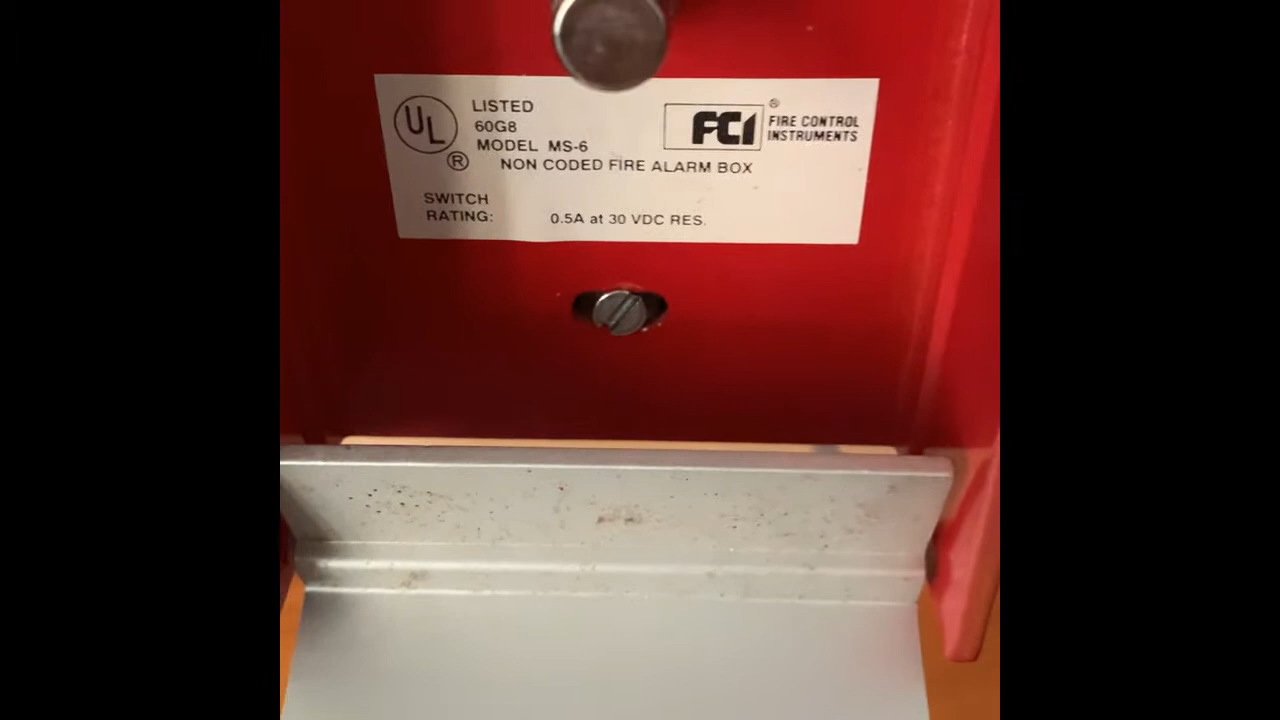 UL
®
LISTED
60G8
MODEL MS-6
NON CODED FIRE ALARM BOX
FCI ®
FIRE CONTROL
INSTRUMENTS
SWITCH
RATING: 0.5A at 30 VDC RES.